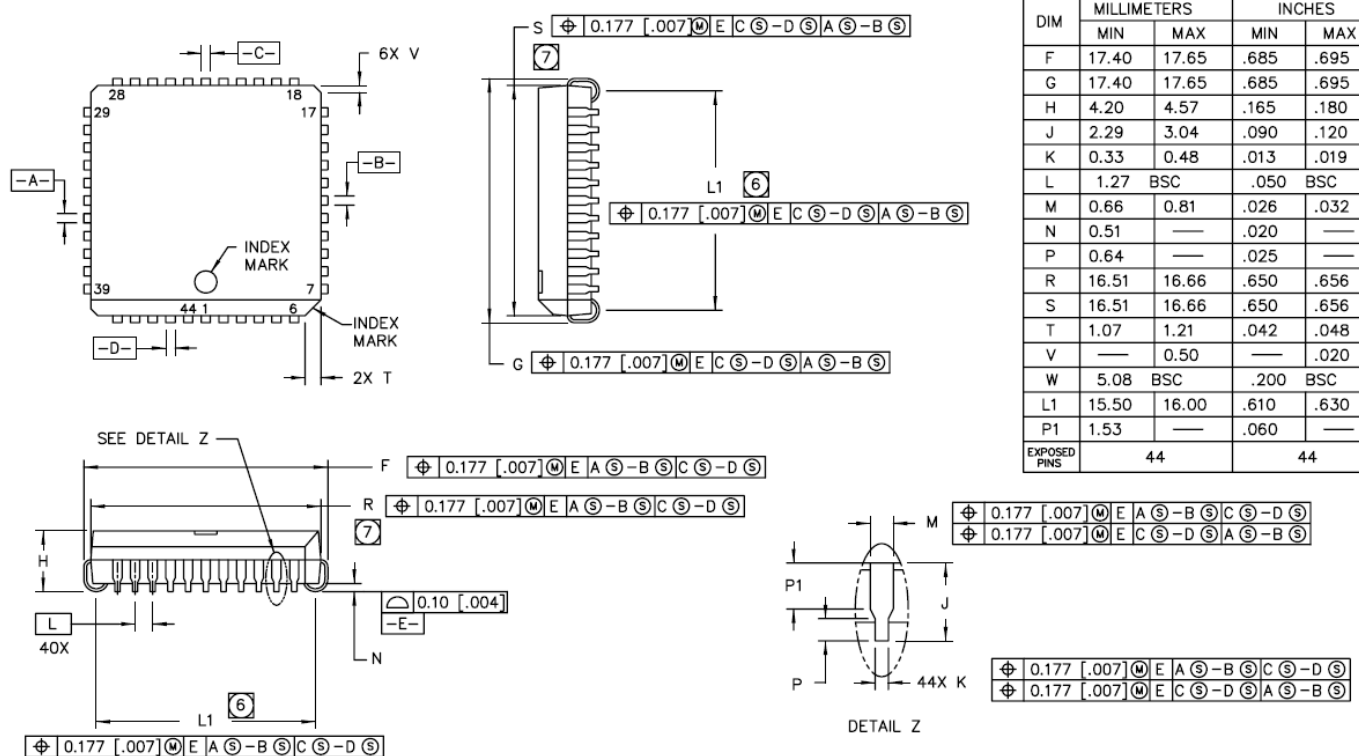 -C-
6X V
28
18
29
17
-B-
-A-
INDEX
MARK
39
7
44 1
6
INDEX
MARK
-D-
2X T
S ⌖ 0.177 [.007]Ⓜ E C Ⓢ-D Ⓢ A Ⓢ-B Ⓢ
7
L1 6
⌖ 0.177 [.007]Ⓜ E C Ⓢ-D Ⓢ A Ⓢ-B Ⓢ
G ⌖ 0.177 [.007]Ⓜ E C Ⓢ-D Ⓢ A Ⓢ-B Ⓢ
DIM MILLIMETERS INCHES
MIN MAX MIN MAX
F 17.40 17.65 .685 .695
G 17.40 17.65 .685 .695
H 4.20 4.57 .165 .180
J 2.29 3.04 .090 .120
K 0.33 0.48 .013 .019
L 1.27 BSC .050 BSC
M 0.66 0.81 .026 .032
N 0.51 — .020 —
P 0.64 — .025 —
R 16.51 16.66 .650 .656
S 16.51 16.66 .650 .656
T 1.07 1.21 .042 .048
V — 0.50 — .020
W 5.08 BSC .200 BSC
L1 15.50 16.00 .610 .630
P1 1.53 — .060 —
EXPOSED PINS 44 44
SEE DETAIL Z
F ⌖ 0.177 [.007]Ⓜ E A Ⓢ-B Ⓢ C Ⓢ-D Ⓢ
R ⌖ 0.177 [.007]Ⓜ E A Ⓢ-B Ⓢ C Ⓢ-D Ⓢ
7
H
⌓ 0.10 [.004]
-E-
L
40X
N
L1 6
⌖ 0.177 [.007]Ⓜ E A Ⓢ-B Ⓢ C Ⓢ-D Ⓢ
M
⌖ 0.177 [.007]Ⓜ E A Ⓢ-B Ⓢ C Ⓢ-D Ⓢ
⌖ 0.177 [.007]Ⓜ E C Ⓢ-D Ⓢ A Ⓢ-B Ⓢ
P1
J
P
44X K
⌖ 0.177 [.007]Ⓜ E A Ⓢ-B Ⓢ C Ⓢ-D Ⓢ
⌖ 0.177 [.007]Ⓜ E C Ⓢ-D Ⓢ A Ⓢ-B Ⓢ
DETAIL Z